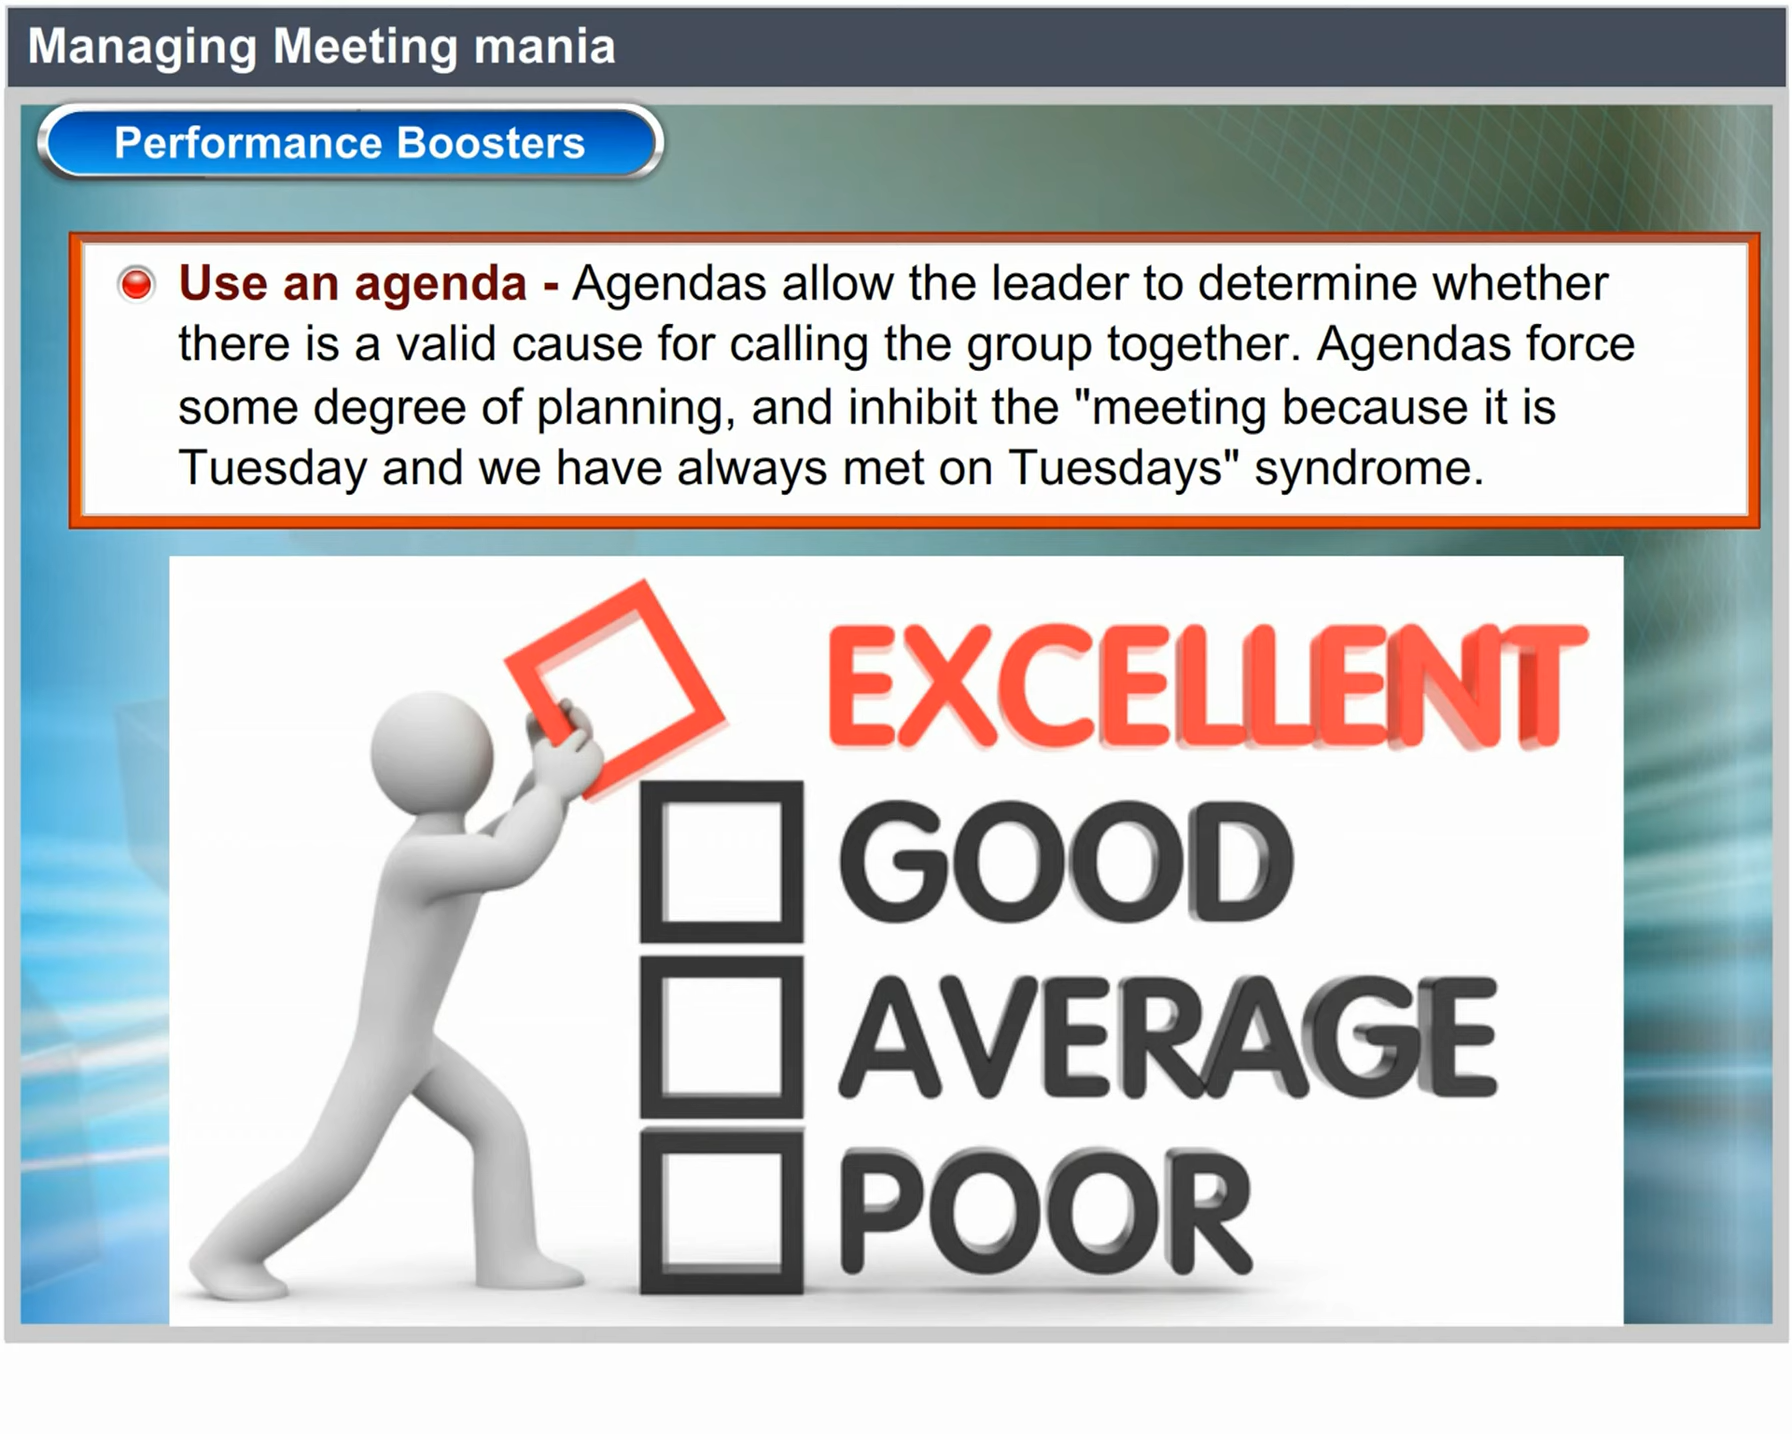 Managing Meeting mania
Performance Boosters
Use an agenda - Agendas allow the leader to determine whether
there is a valid cause for calling the group together. Agendas force
some degree of planning, and inhibit the "meeting because it is
Tuesday and we have always met on Tuesdays" syndrome.
EXCELLENT
GOOD
AVERAGE
POOR